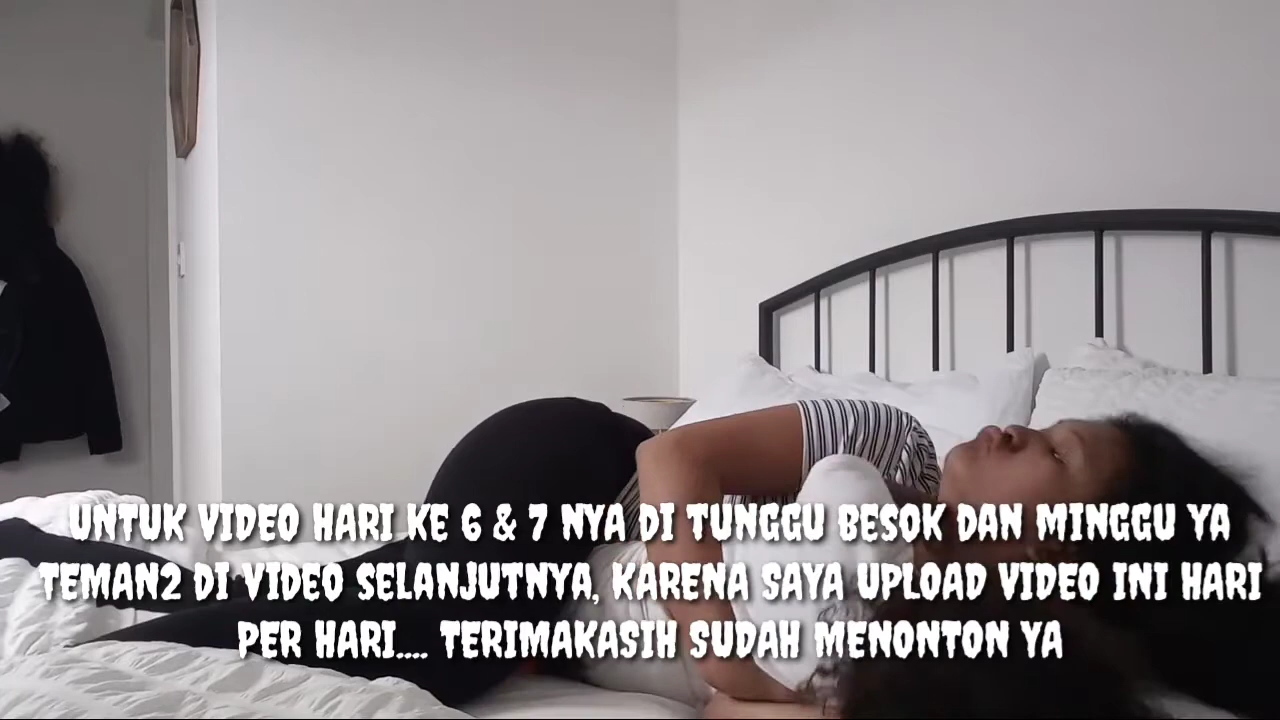 UNTUK VIDEO HARI KE 6 & 7 NYA DI TUNGGU BESOK DAN MINGGU YA
TEMAN2 DI VIDEO SELANJUTNYA, KARENA SAYA UPLOAD VIDEO INI HARI
PER HARI.... TERIMAKASIH SUDAH MENONTON YA